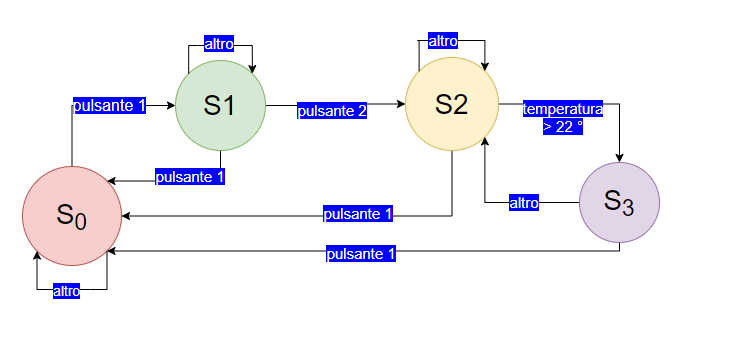 altro
altro
pulsante 1
S1
pulsante 2
S2
temperatura
> 22 °
pulsante 1
S0
pulsante 1
altro
S3
pulsante 1
altro